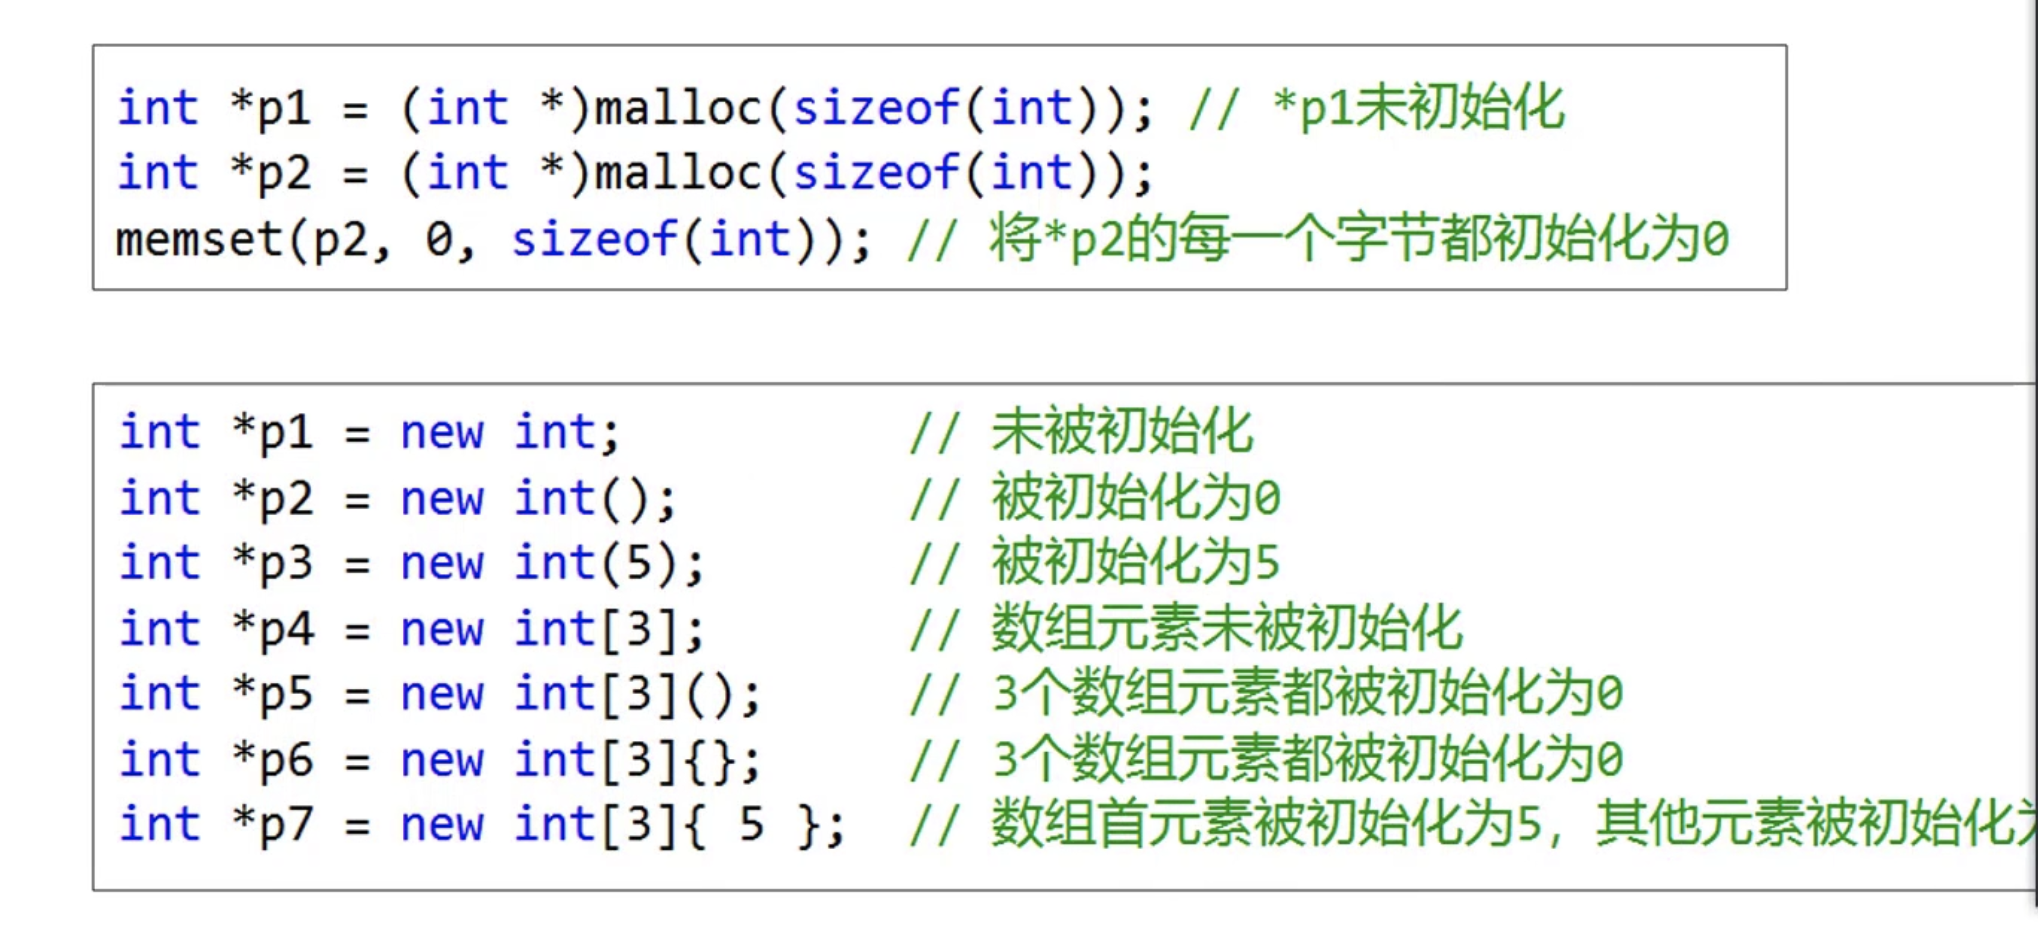 int *p1 = (int *)malloc(sizeof(int)); // *p1未初始化
int *p2 = (int *)malloc(sizeof(int));
memset(p2, 0, sizeof(int)); // 将*p2的每一个字节都初始化为0
int *p1 = new int; // 未被初始化
int *p2 = new int(); // 被初始化为0
int *p3 = new int(5); // 被初始化为5
int *p4 = new int[3]; // 数组元素未被初始化
int *p5 = new int[3](); // 3个数组元素都被初始化为0
int *p6 = new int[3]{}; // 3个数组元素都被初始化为0
int *p7 = new int[3]{ 5 }; // 数组首元素被初始化为5, 其他元素被初始化